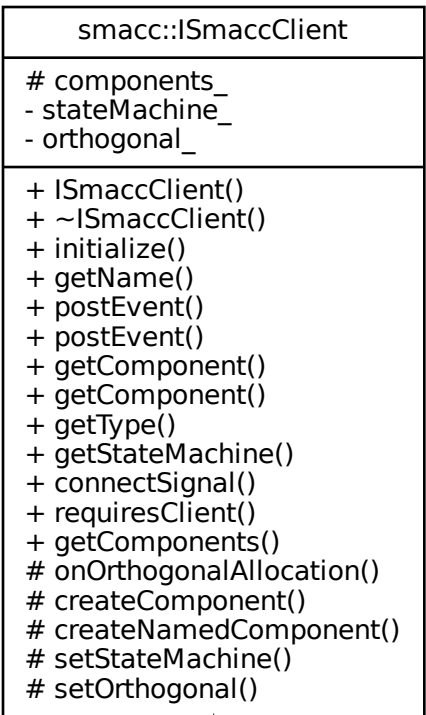 smacc::ISmaccClient
# components_
- stateMachine_
- orthogonal_
+ ISmaccClient()
+ ~ISmaccClient()
+ initialize()
+ getName()
+ postEvent()
+ postEvent()
+ getComponent()
+ getComponent()
+ getType()
+ getStateMachine()
+ connectSignal()
+ requiresClient()
+ getComponents()
# onOrthogonalAllocation()
# createComponent()
# createNamedComponent()
# setStateMachine()
# setOrthogonal()